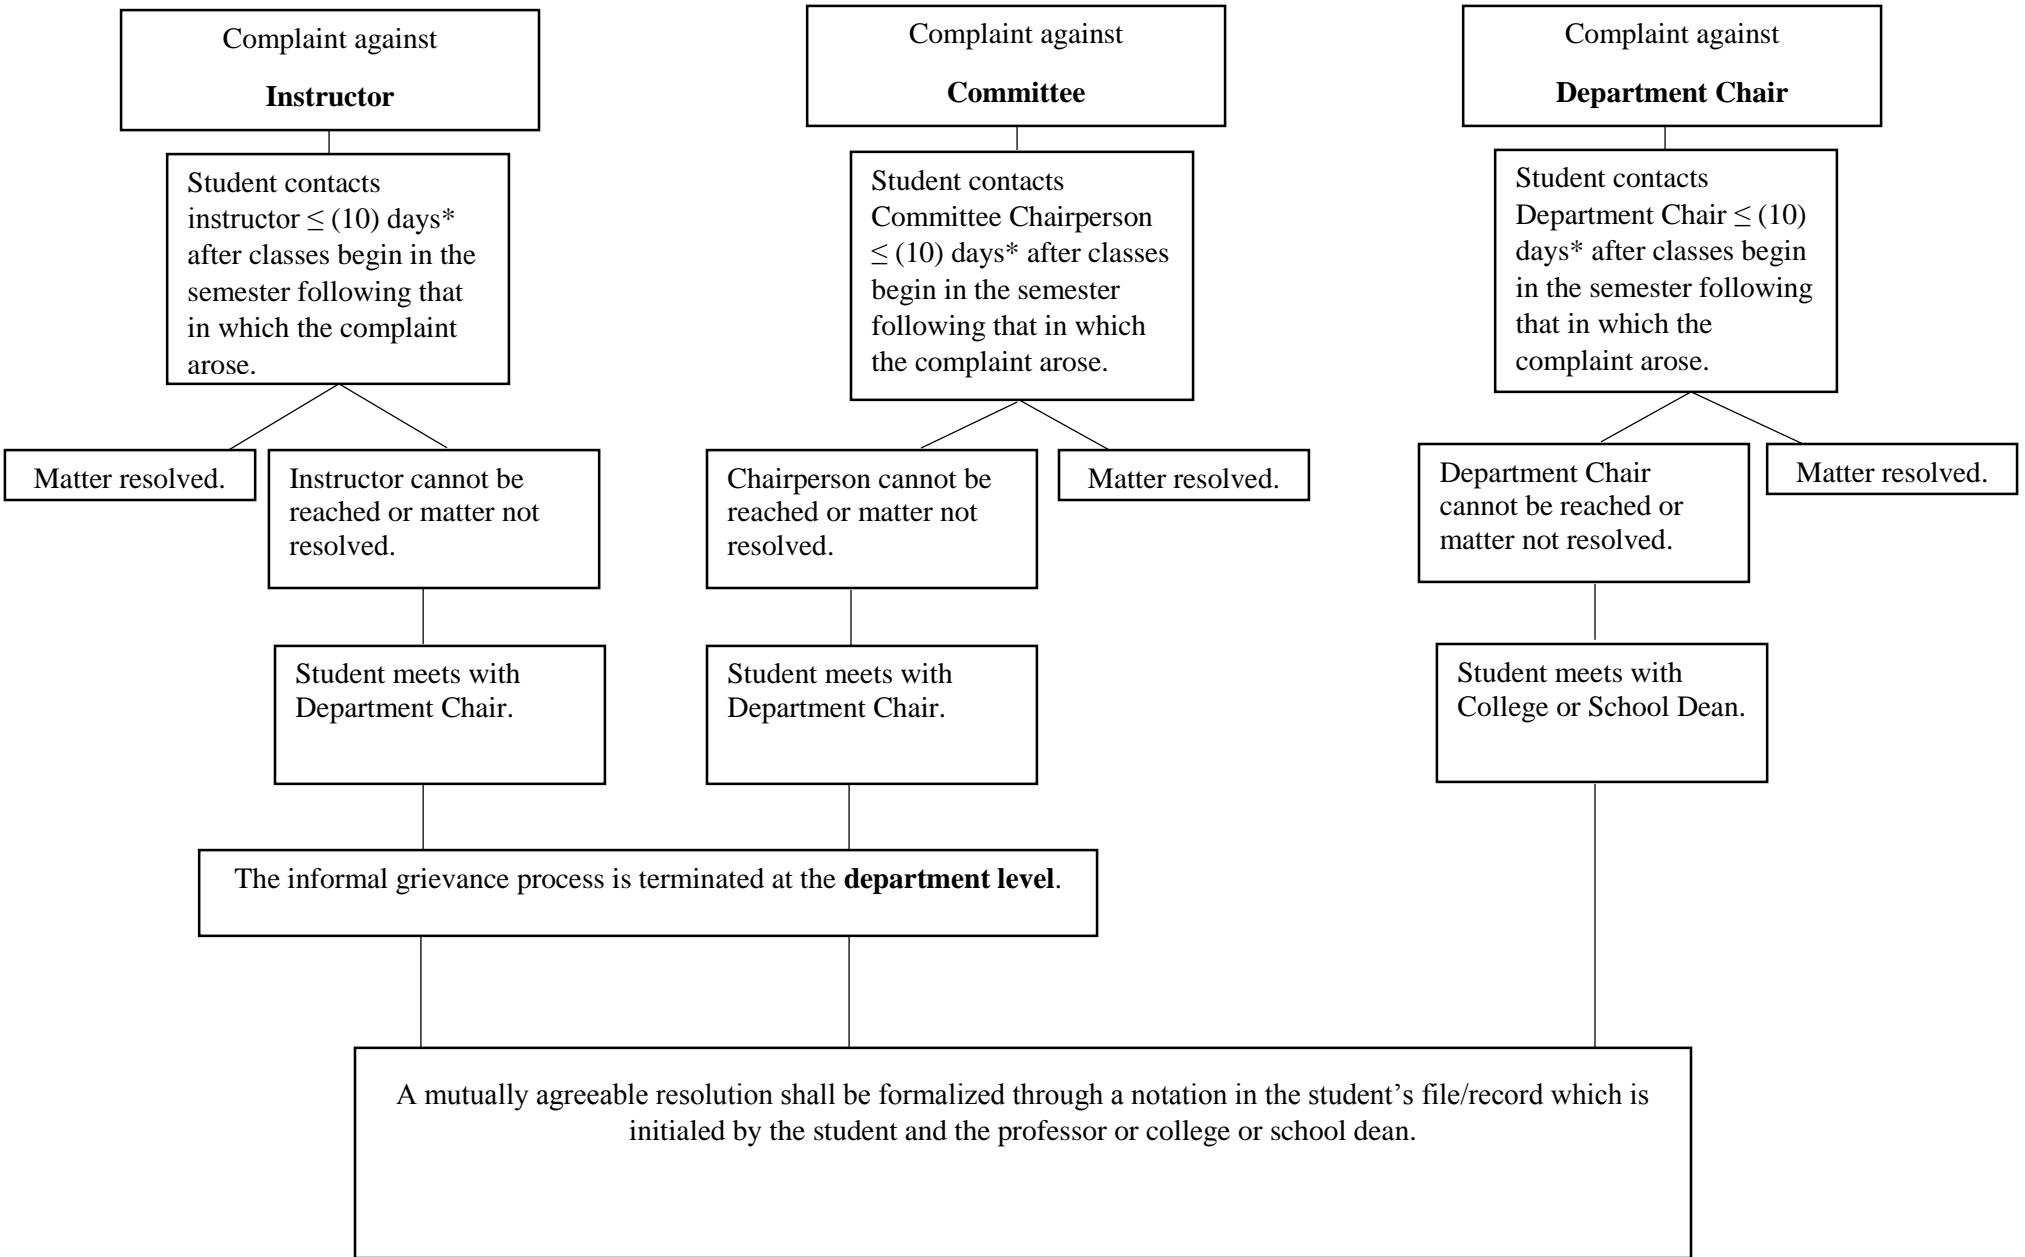 Complaint against
Instructor
Student contacts
instructor ≤ (10) days*
after classes begin in the
semester following that
in which the complaint
arose.
Matter resolved.
Instructor cannot be
reached or matter not
resolved.
Student meets with
Department Chair.
Complaint against
Committee
Student contacts
Committee Chairperson
≤ (10) days* after classes
begin in the semester
following that in which
the complaint arose.
Chairperson cannot be
reached or matter not
resolved.
Matter resolved.
Student meets with
Department Chair.
Complaint against
Department Chair
Student contacts
Department Chair ≤ (10)
days* after classes begin
in the semester following
that in which the
complaint arose.
Department Chair
cannot be reached or
matter not resolved.
Matter resolved.
Student meets with
College or School Dean.
The informal grievance process is terminated at the department level.
A mutually agreeable resolution shall be formalized through a notation in the student’s file/record which is
initialed by the student and the professor or college or school dean.